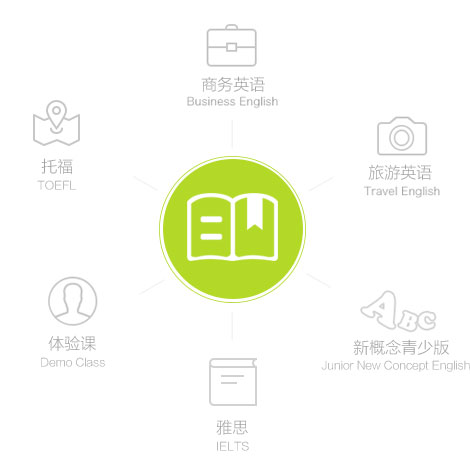 商务英语
Business English
托福
TOEFL
旅游英语
Travel English
体验课
Demo Class
ABC
新概念青少版
Junior New Concept English
雅思
IELTS